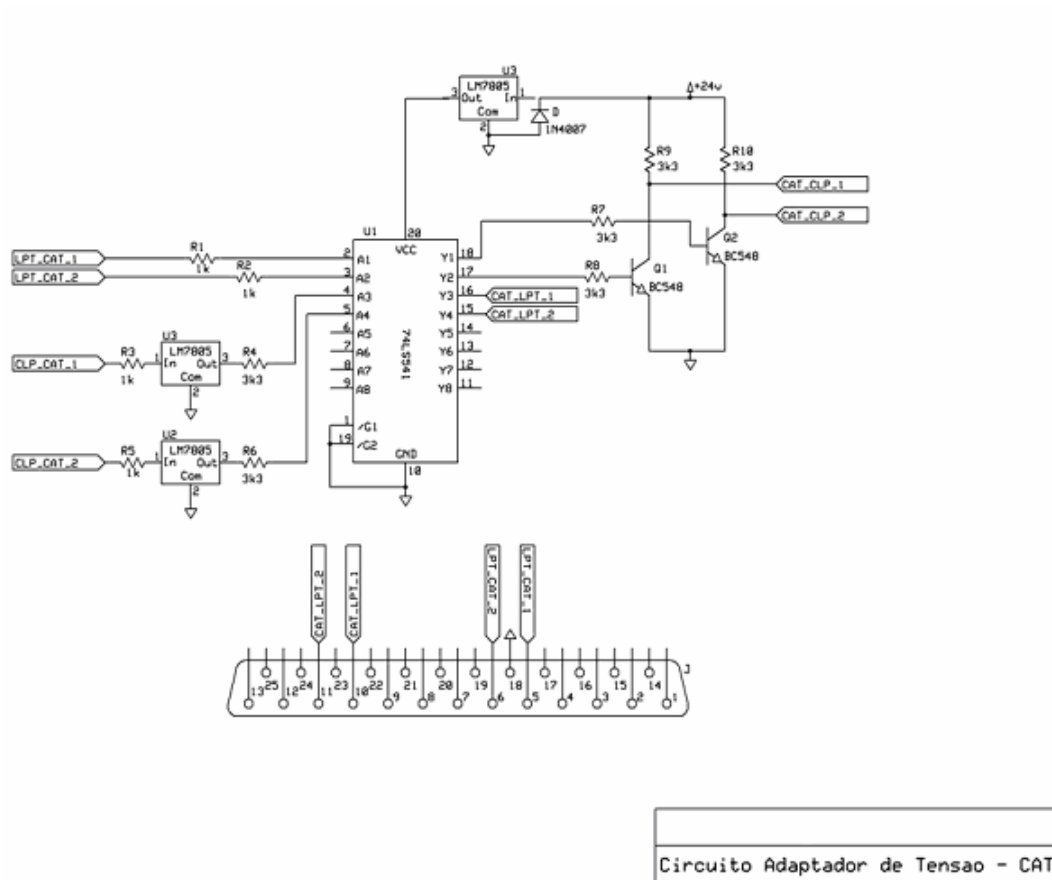 U3
LM7805
3 Out In 1
Com
2
D
1N4007
+24v
R9
3k3
R10
3k3
CAT_CLP_1
CAT_CLP_2
R7
3k3
Q2
BC548
R8
3k3
Q1
BC548
U1
20
VCC
LPT_CAT_1
R1
1k
2 A1 Y1 18
LPT_CAT_2
R2
1k
3 A2 Y2 17
4 A3 Y3 16
CAT_LPT_1
5 A4 Y4 15
CAT_LPT_2
6 A5 Y5 14
7 A6 Y6 13
8 A7 Y7 12
9 A8 Y8 11
74LS541
1 /G1
19 /G2
GND
10
CLP_CAT_1
R3
1k
U3
LM7805
1 In Out 3
Com
2
R4
3k3
CLP_CAT_2
R5
1k
U2
LM7805
1 In Out 3
Com
2
R6
3k3
CAT_LPT_2
CAT_LPT_1
LPT_CAT_2
LPT_CAT_1
J
25 24 23 22 21 20 19 18 17 16 15 14
13 12 11 10 9 8 7 6 5 4 3 2 1
Circuito Adaptador de Tensao - CAT